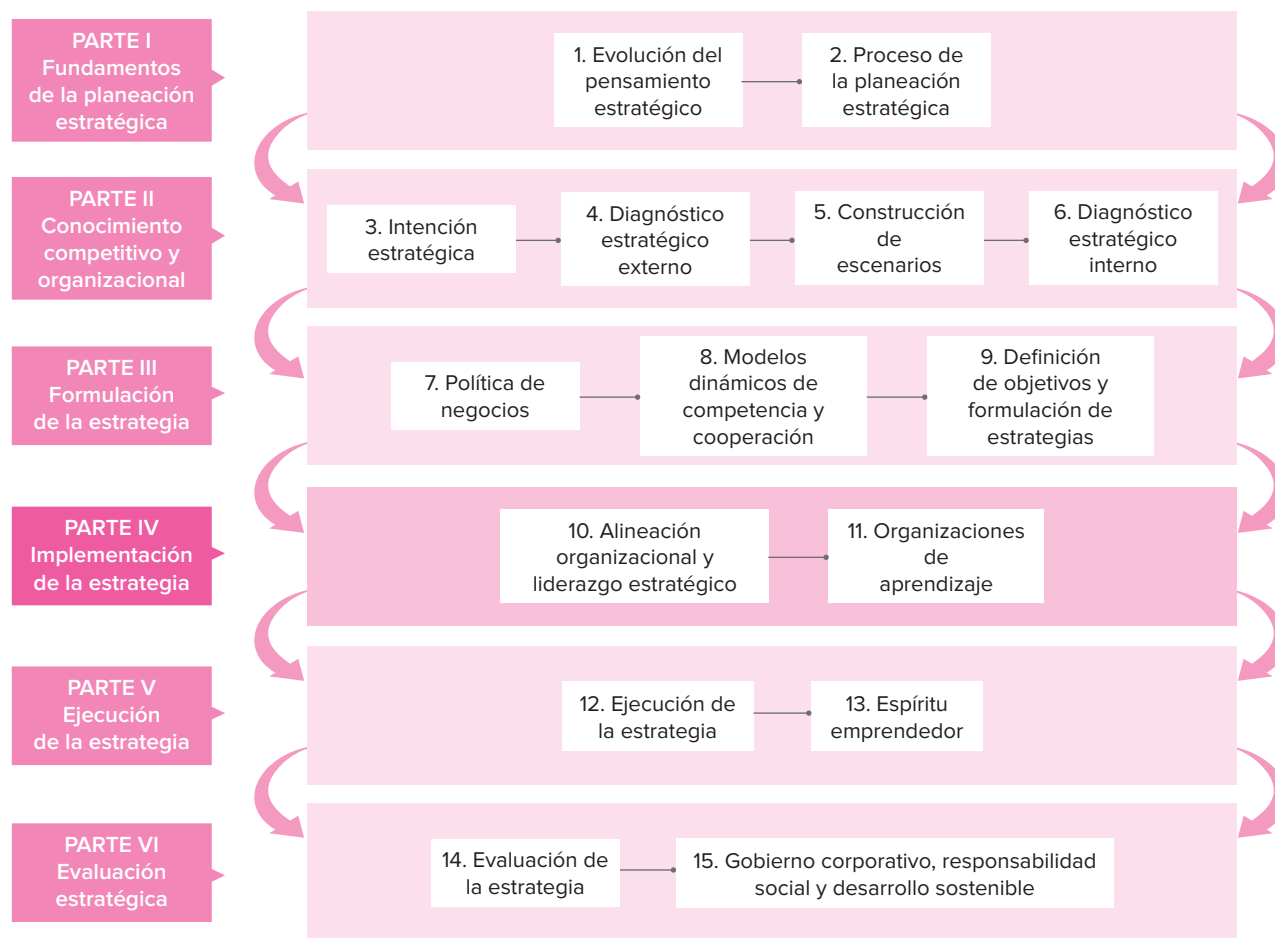 PARTE I
Fundamentos
de la planeación
estratégica
1. Evolución del
pensamiento
estratégico
2. Proceso de
la planeación
estratégica
PARTE II
Conocimiento
competitivo y
organizacional
3. Intención
estratégica
4. Diagnóstico
estratégico
externo
5. Construcción
de
escenarios
6. Diagnóstico
estratégico
interno
PARTE III
Formulación
de la estrategia
7. Política de
negocios
8. Modelos
dinámicos de
competencia y
cooperación
9. Definición
de objetivos y
formulación de
estrategias
PARTE IV
Implementación
de la estrategia
10. Alineación
organizacional y
liderazgo estratégico
11. Organizaciones
de
aprendizaje
PARTE V
Ejecución
de la estrategia
12. Ejecución de
la estrategia
13. Espíritu
emprendedor
PARTE VI
Evaluación
estratégica
14. Evaluación de
la estrategia
15. Gobierno corporativo, responsabilidad
social y desarrollo sostenible